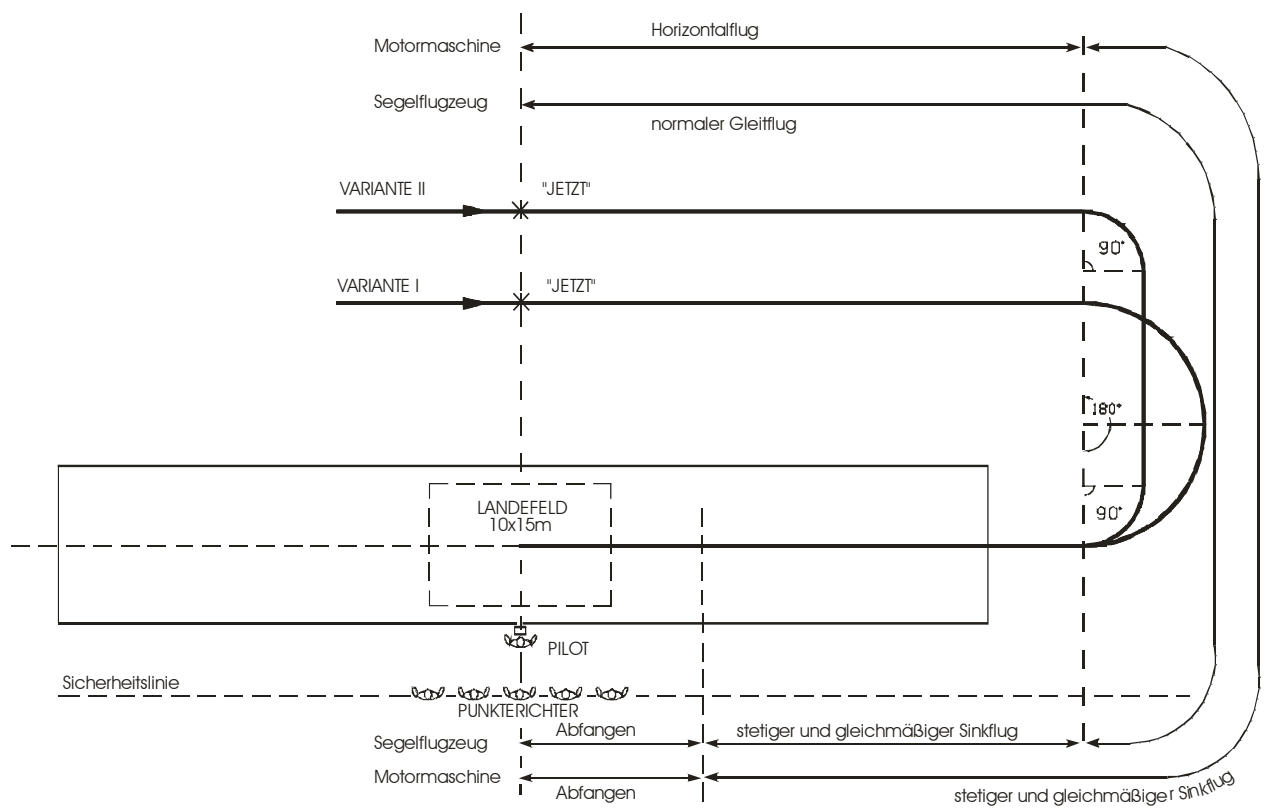 Horizontalflug
Motormaschine
Segelflugzeug
normaler Gleitflug
VARIANTE II
"JETZT"
90°
VARIANTE I
"JETZT"
180°
LANDEFELD
10x15m
90°
PILOT
Sicherheitslinie
PUNKTERICHTER
Abfangen
stetiger und gleichmäßiger Sinkflug
Segelflugzeug
Motormaschine
Abfangen
stetiger und gleichmäßiger Sinkflug